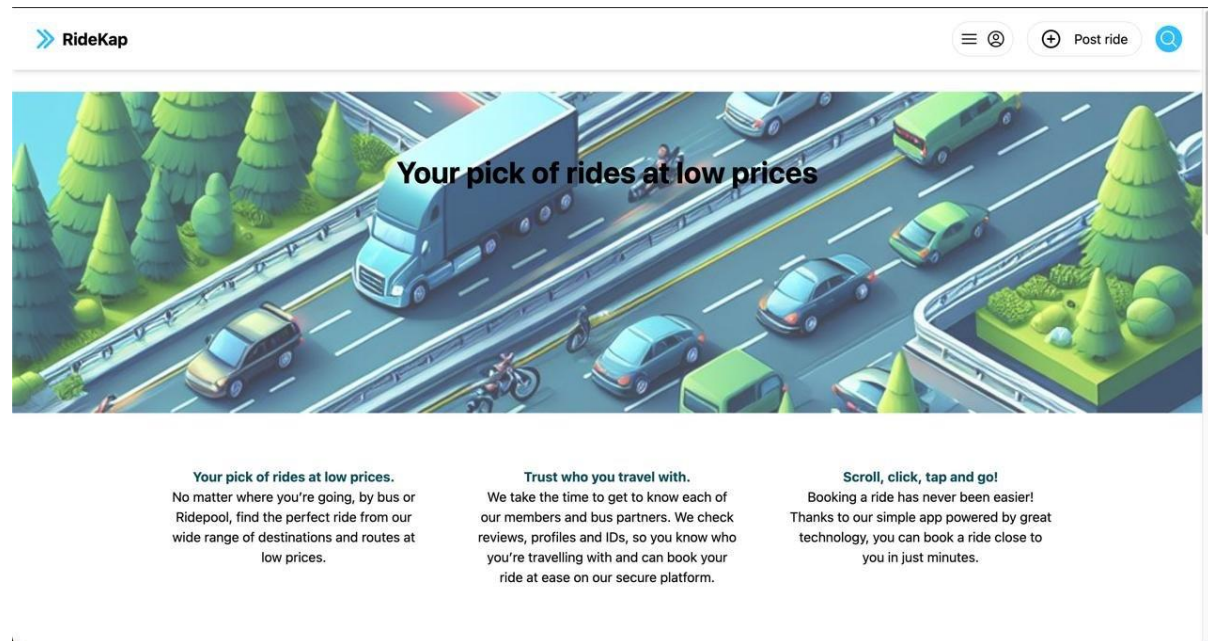 RideKap
Post ride
Your pick of rides at low prices
Your pick of rides at low prices.
No matter where you’re going, by bus or
Ridepool, find the perfect ride from our
wide range of destinations and routes at
low prices.
Trust who you travel with.
We take the time to get to know each of
our members and bus partners. We check
reviews, profiles and IDs, so you know who
you’re travelling with and can book your
ride at ease on our secure platform.
Scroll, click, tap and go!
Booking a ride has never been easier!
Thanks to our simple app powered by great
technology, you can book a ride close to
you in just minutes.